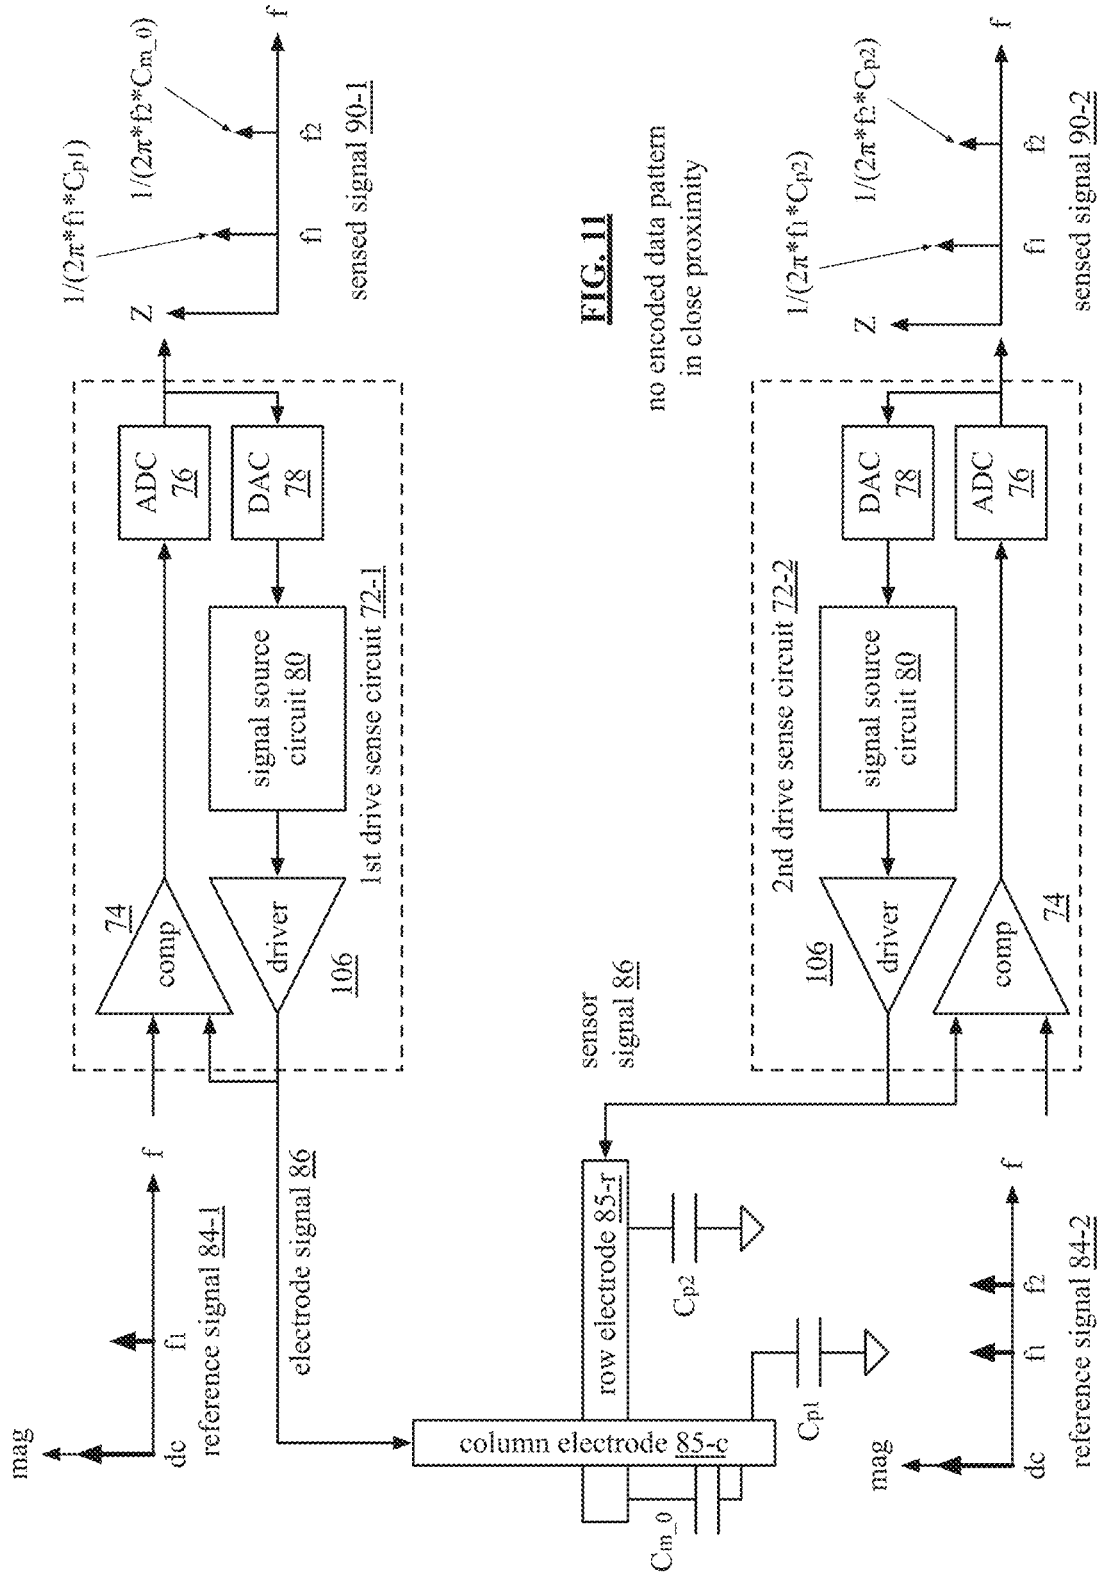 FIG. 11
no encoded data pattern
in close proximity
mag
dc
f1
f
reference signal 84-1
74
comp
ADC
76
DAC
78
signal source
circuit 80
driver
106
1st drive sense circuit 72-1
electrode signal 86
Z
1/(2π*f1*Cp1)
1/(2π*f2*Cm_0)
f1
f2
f
sensed signal 90-1
column electrode 85-c
row electrode 85-r
Cm_0
Cp1
Cp2
sensor
signal 86
2nd drive sense circuit 72-2
106
driver
signal source
circuit 80
DAC
78
ADC
76
comp
74
mag
dc
f1
f2
f
reference signal 84-2
Z
1/(2π*f1*Cp2)
1/(2π*f2*Cp2)
f1
f2
f
sensed signal 90-2